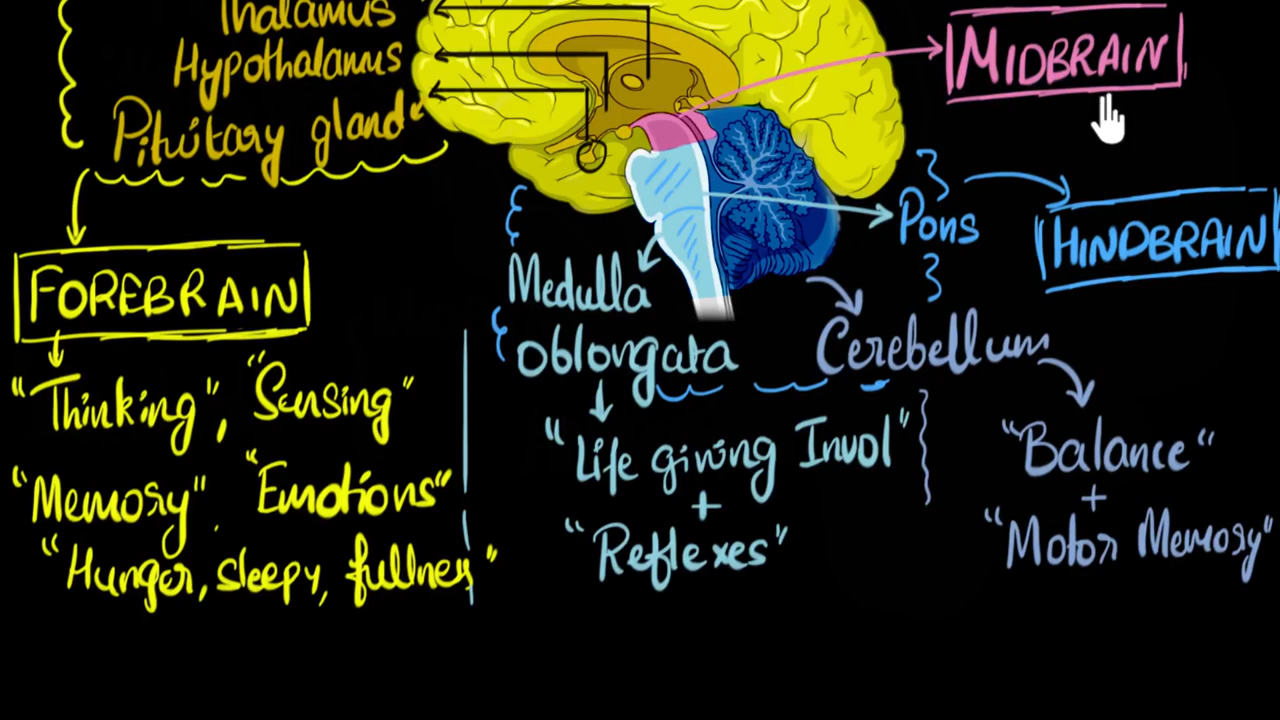 Thalamus
Hypothalamus
Pituitary gland
MIDBRAIN
Pons
HINDBRAIN
FOREBRAIN
Medulla
oblongata
Cerebellum
"Thinking", "Sensing"
"Memory". "Emotions"
"Hunger, sleepy, fullness"
"Life giving Invol"
+
"Reflexes"
"Balance"
+
"Motor Memory"